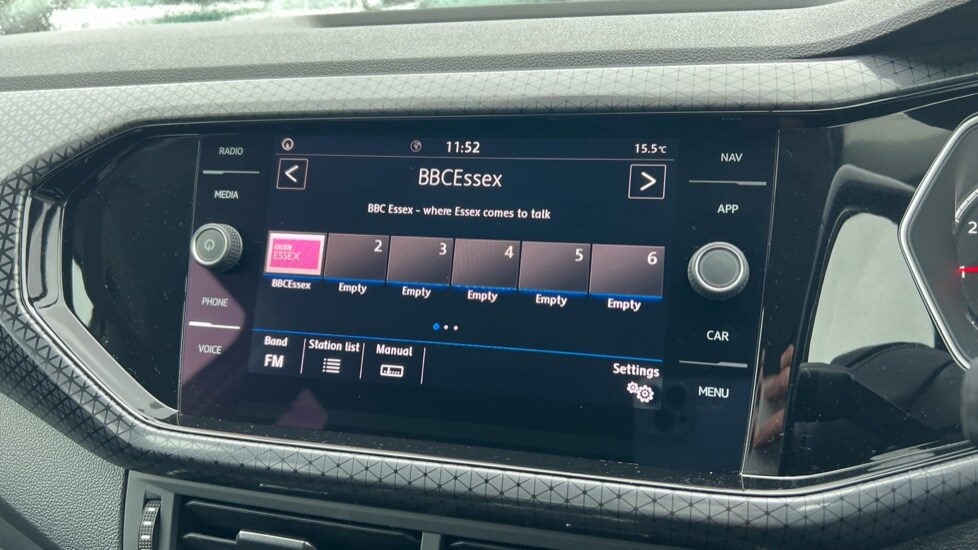 RADIO
MEDIA
PHONE
VOICE
11:52
15.5°C
<
BBCEssex
>
BBC Essex - where Essex comes to talk
ESSEX
2
3
4
5
6
BBCEssex
Empty
Empty
Empty
Empty
Empty
Band
FM
Station list
Manual
Settings
NAV
APP
CAR
MENU
2